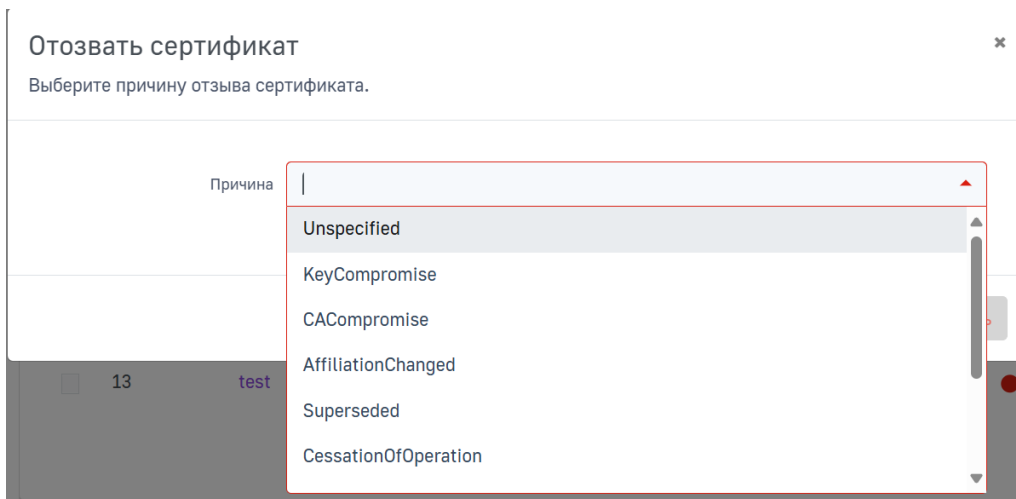 Отозвать сертификат
Выберите причину отзыва сертификата.
Причина
Unspecified
KeyCompromise
CACompromise
AffiliationChanged
Superseded
CessationOfOperation
13 test